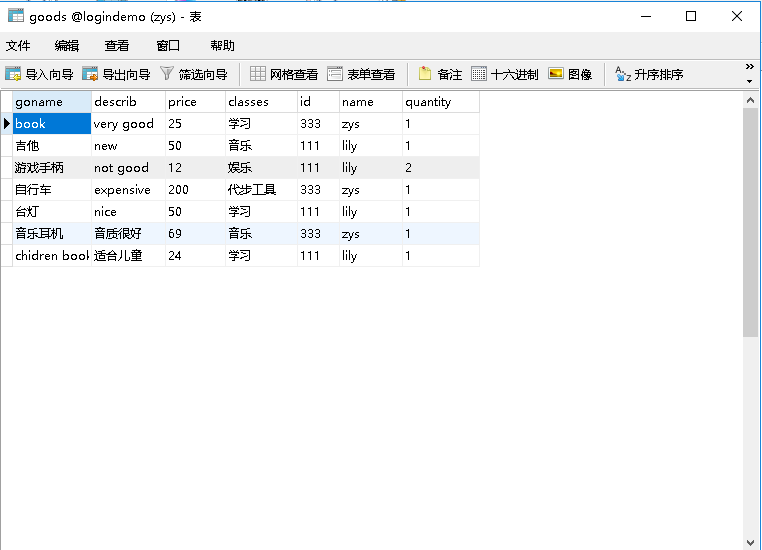 goods @logindemo (zys) - 表
文件 编辑 查看 窗口 帮助
导入向导 导出向导 筛选向导 网格查看 表单查看 备注 十六进制 图像 升序排序
goname describ price classes id name quantity
book very good 25 学习 333 zys 1
吉他 new 50 音乐 111 lily 1
游戏手柄 not good 12 娱乐 111 lily 2
自行车 expensive 200 代步工具 333 zys 1
台灯 nice 50 学习 111 lily 1
音乐耳机 音质很好 69 音乐 333 zys 1
chidren book 适合儿童 24 学习 111 lily 1